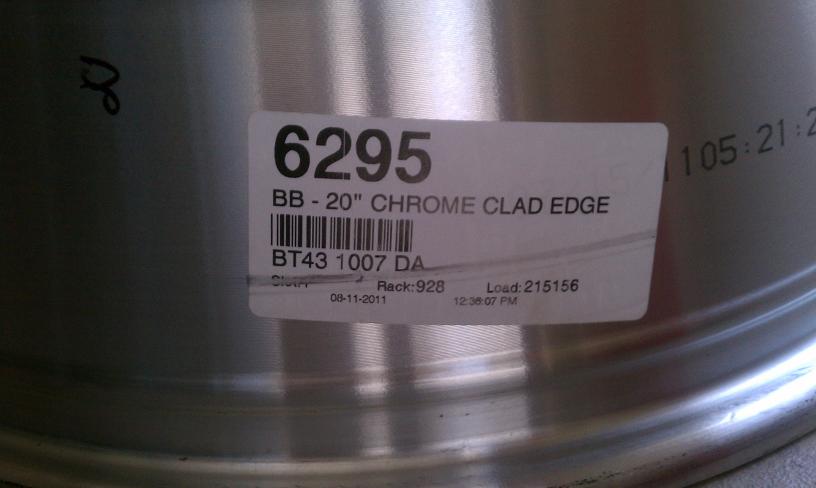 6295
BB - 20" CHROME CLAD EDGE
BT43 1007 DA
Rack:928 Load:215156
08-11-2011 12:36:07 PM
1105:21:2